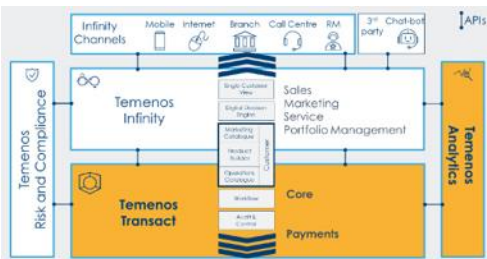 Infinity
Channels
Mobile
Internet
Branch
Call Centre
RM
3rd
party
Chat-bot
APIs
Temenos
Risk and Compliance
Temenos
Infinity
Single Customer
View
Digital Decision
Engine
Marketing
Catalogue
Product
Builder
Operations
Catalogue
Customer
Sales
Marketing
Service
Portfolio Management
Temenos
Analytics
Temenos
Transact
Workflow
Audit &
Control
Core
Payments